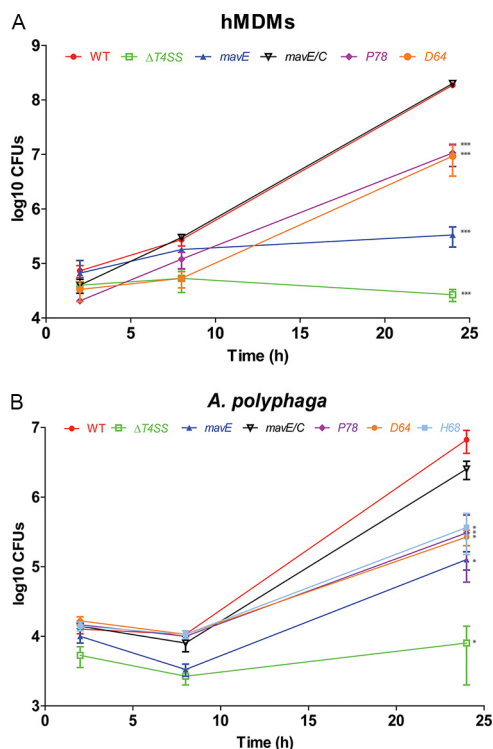 A
hMDMs
WT ΔT4SS mavE mavE/C P78 D64
log10 CFUs
9
8
7
6
5
4
***
***
***
***
0 5 10 15 20 25
Time (h)
B
A. polyphaga
WT ΔT4SS mavE mavE/C P78 D64 H68
log10 CFUs
7
6
5
4
3
*
*
*
*
*
0 5 10 15 20 25
Time (h)